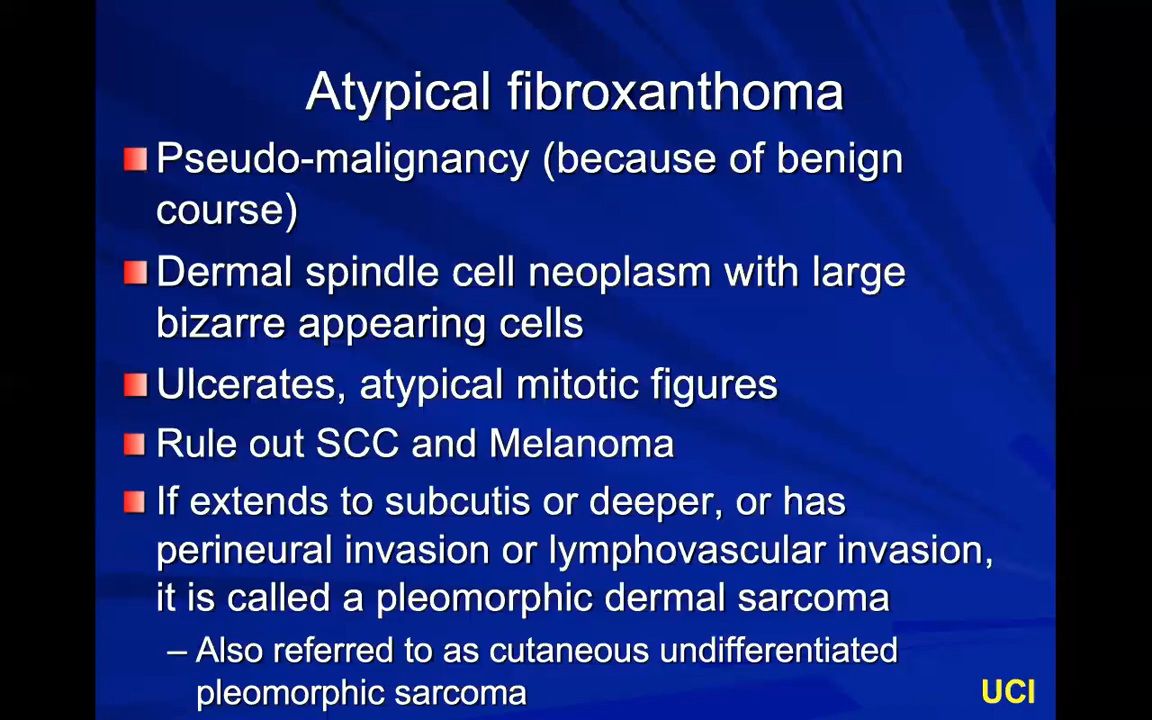 Atypical fibroxanthoma
Pseudo-malignancy (because of benign
course)
Dermal spindle cell neoplasm with large
bizarre appearing cells
Ulcerates, atypical mitotic figures
Rule out SCC and Melanoma
If extends to subcutis or deeper, or has
perineural invasion or lymphovascular invasion,
it is called a pleomorphic dermal sarcoma
– Also referred to as cutaneous undifferentiated
pleomorphic sarcoma
UCI